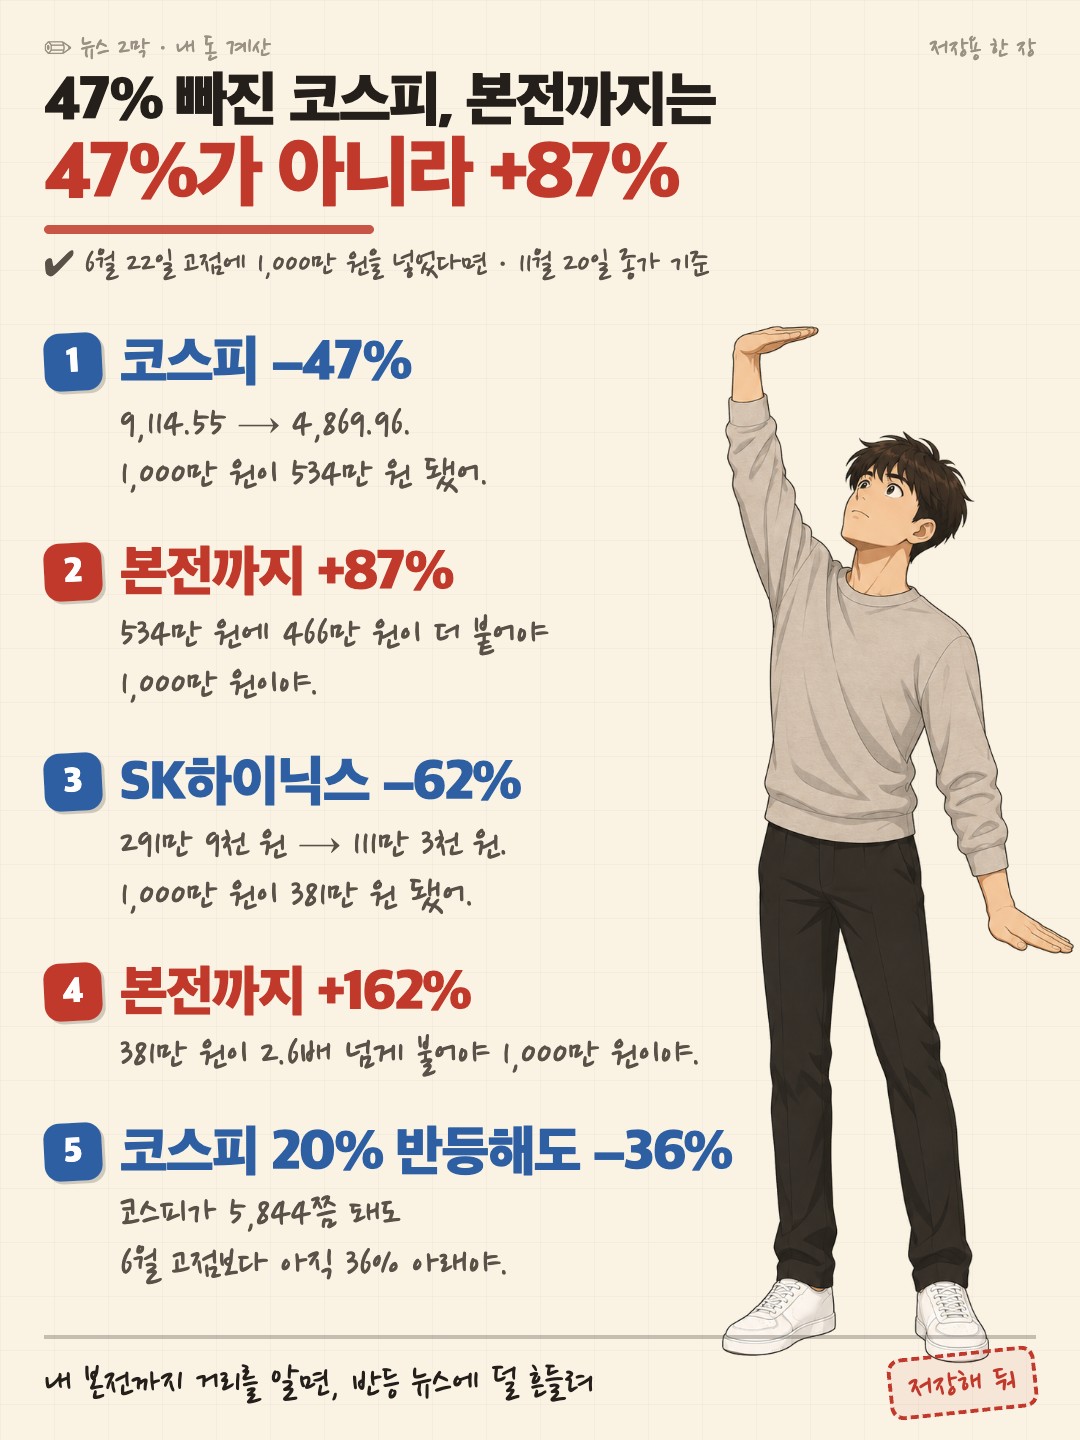 뉴스 2막 · 내 돈 계산
저장용 한 장
47% 빠진 코스피, 본전까지는
47%가 아니라 +87%
✔ 6월 22일 고점에 1,000만 원을 넣었다면 · 11월 20일 종가 기준
1 코스피 –47%
9,114.55 → 4,869.96.
1,000만 원이 534만 원 됐어.
2 본전까지 +87%
534만 원에 466만 원이 더 붙어야
1,000만 원이야.
3 SK하이닉스 –62%
291만 9천 원 → 111만 3천 원.
1,000만 원이 381만 원 됐어.
4 본전까지 +162%
381만 원이 2.6배 넘게 불어야 1,000만 원이야.
5 코스피 20% 반등해도 –36%
코스피가 5,844쯤 돼도
6월 고점보다 아직 36% 아래야.
내 본전까지 거리를 알면, 반등 뉴스에 덜 흔들려
저장해 둬